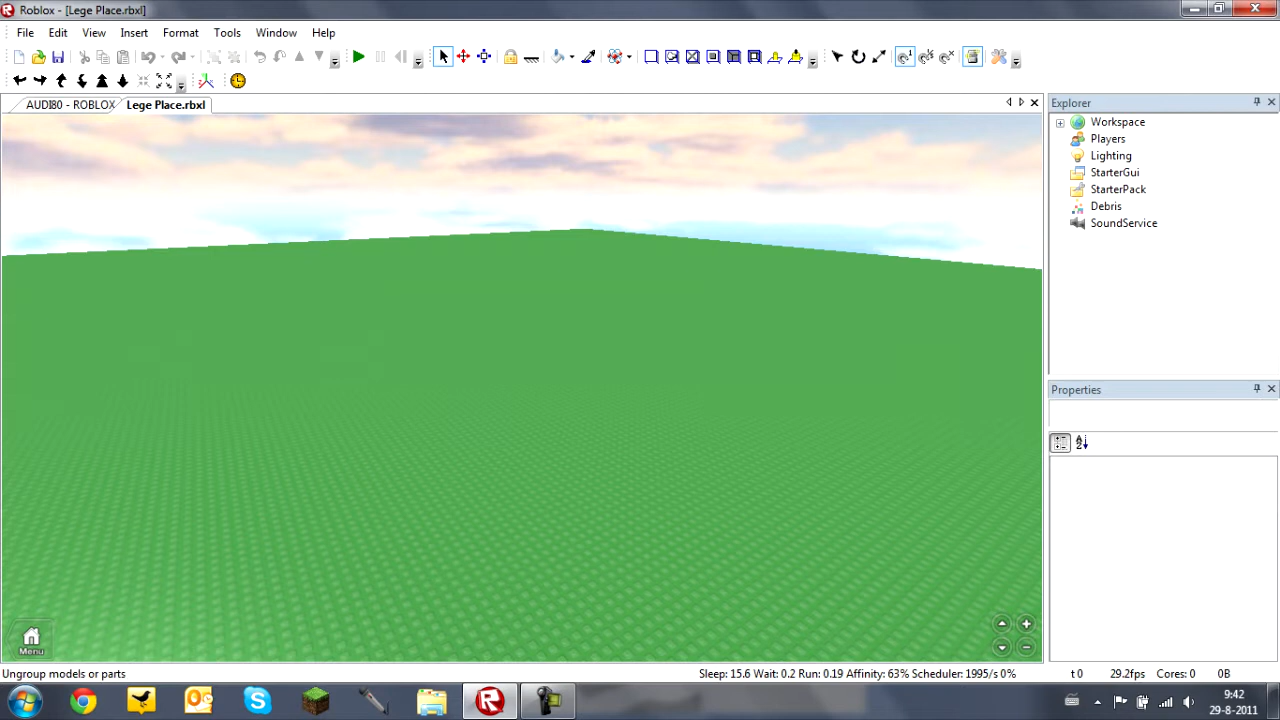 Roblox - [Lege Place.rbxl]
File Edit View Insert Format Tools Window Help
AUDI80 - ROBLOX Lege Place.rbxl
Explorer
Workspace
Players
Lighting
StarterGui
StarterPack
Debris
SoundService
Properties
Menu
Ungroup models or parts Sleep: 15.6 Wait: 0.2 Run: 0.19 Affinity: 63% Scheduler: 1995/s 0% t 0 29.2fps Cores: 0 0B
9:42
29-8-2011